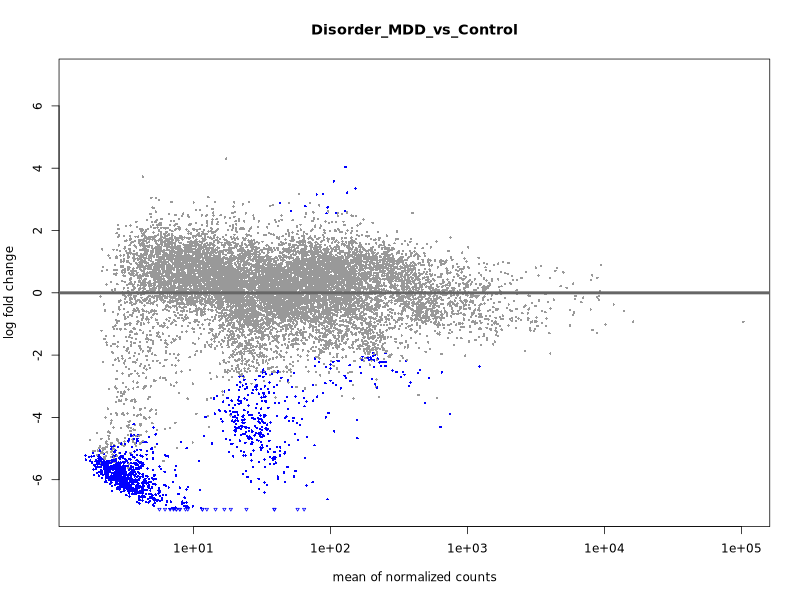 Disorder_MDD_vs_Control
6
4
2
0
-2
-4
-6
log fold change
1e+01 1e+02 1e+03 1e+04 1e+05
mean of normalized counts